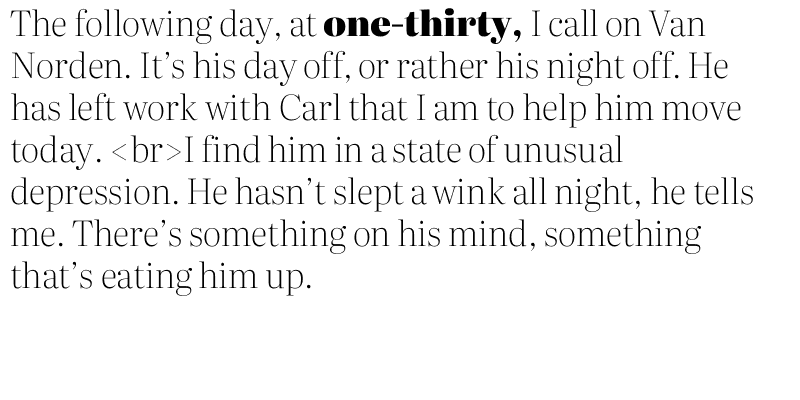 The following day, at one-thirty, I call on Van
Norden. It’s his day off, or rather his night off. He
has left work with Carl that I am to help him move
today. <br>I find him in a state of unusual
depression. He hasn’t slept a wink all night, he tells
me. There’s something on his mind, something
that’s eating him up.